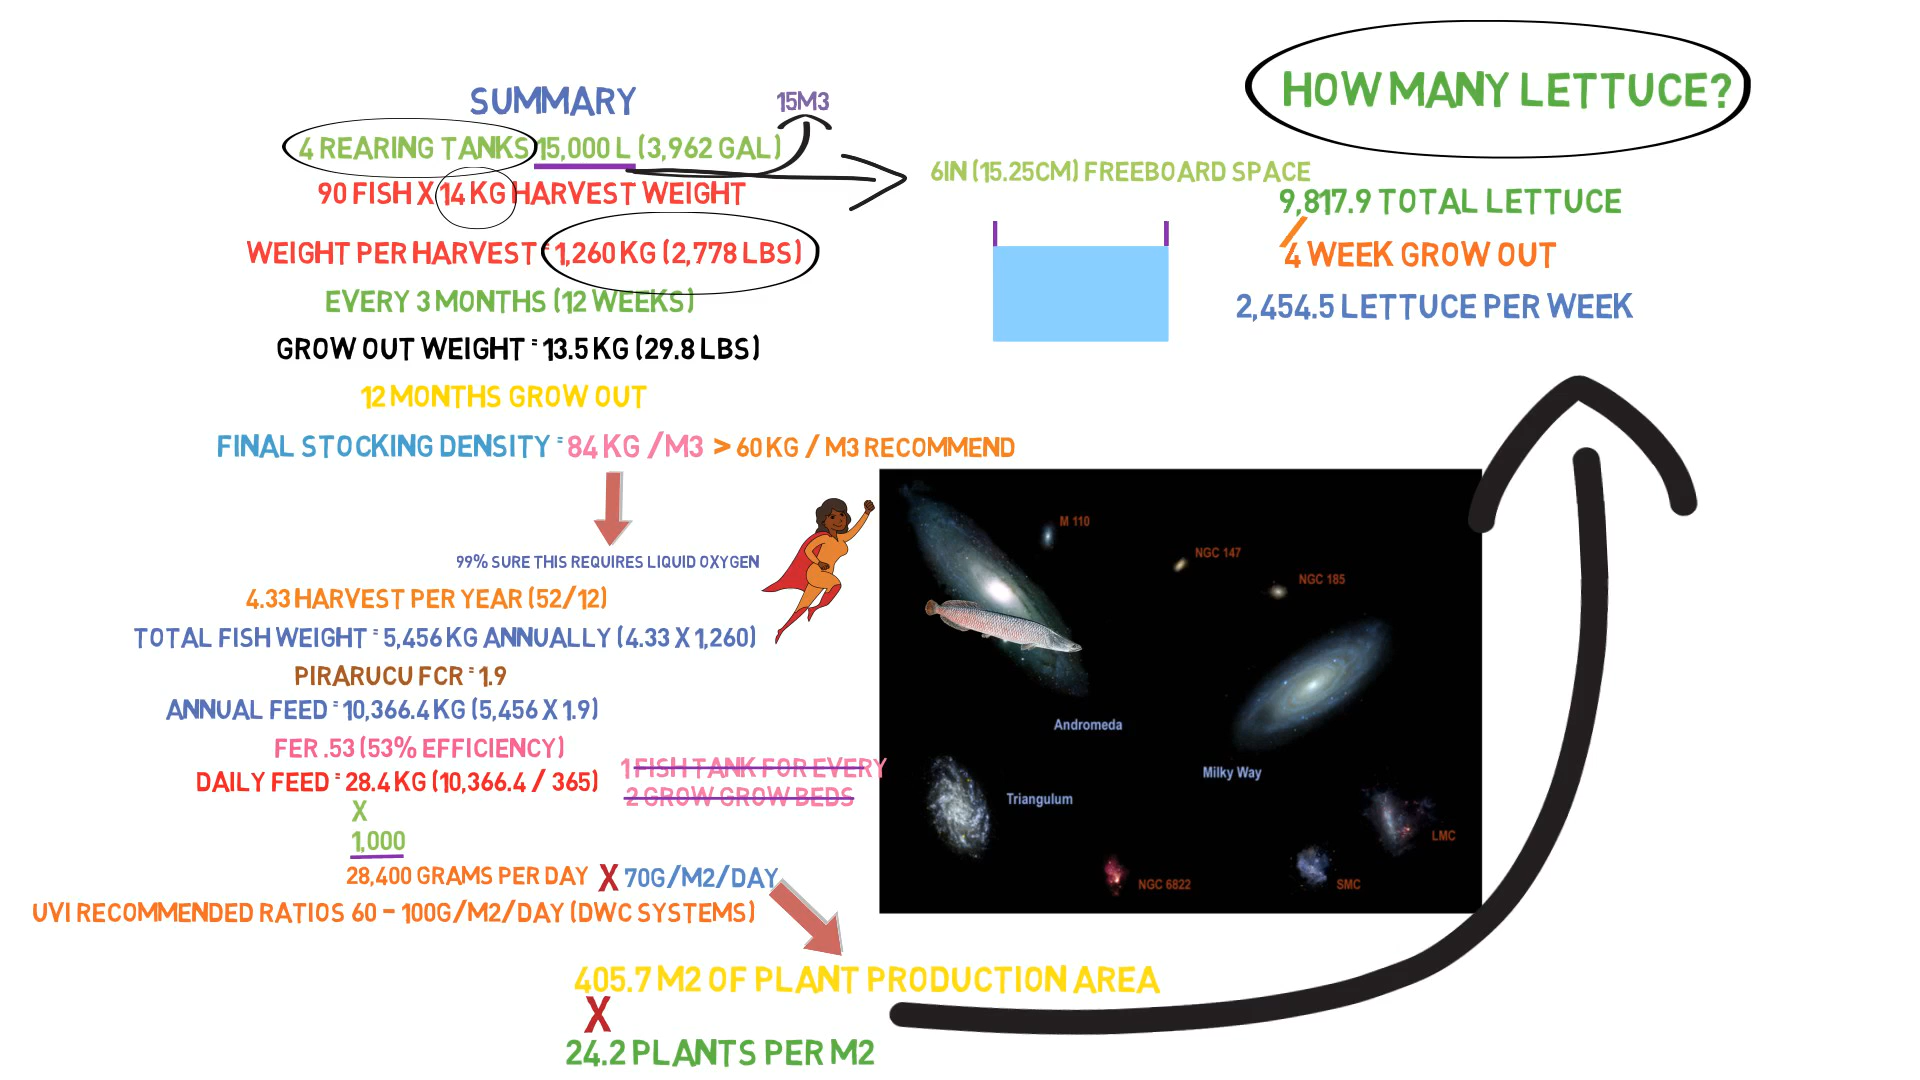 SUMMARY
15M3
4 REARING TANKS 15,000 L (3,962 GAL)
90 FISH X 14 KG HARVEST WEIGHT
WEIGHT PER HARVEST = 1,260 KG (2,778 LBS)
EVERY 3 MONTHS (12 WEEKS)
GROW OUT WEIGHT = 13.5 KG (29.8 LBS)
12 MONTHS GROW OUT
FINAL STOCKING DENSITY = 84 KG /M3 > 60 KG / M3 RECOMMEND
99% SURE THIS REQUIRES LIQUID OXYGEN
4.33 HARVEST PER YEAR (52/12)
TOTAL FISH WEIGHT = 5,456 KG ANNUALLY (4.33 X 1,260)
PIRARUCU FCR = 1.9
ANNUAL FEED = 10,366.4 KG (5,456 X 1.9)
FER .53 (53% EFFICIENCY)
DAILY FEED = 28.4 KG (10,366.4 / 365)
X
1,000
1 FISH TANK FOR EVERY
2 GROW GROW BEDS
28,400 GRAMS PER DAY X 70G/M2/DAY
UVI RECOMMENDED RATIOS 60 - 100G/M2/DAY (DWC SYSTEMS)
405.7 M2 OF PLANT PRODUCTION AREA
X
24.2 PLANTS PER M2
6IN (15.25CM) FREEBOARD SPACE
HOW MANY LETTUCE?
9,817.9 TOTAL LETTUCE
/
4 WEEK GROW OUT
2,454.5 LETTUCE PER WEEK
M 110
NGC 147
NGC 185
Andromeda
Milky Way
Triangulum
LMC
NGC 6822
SMC